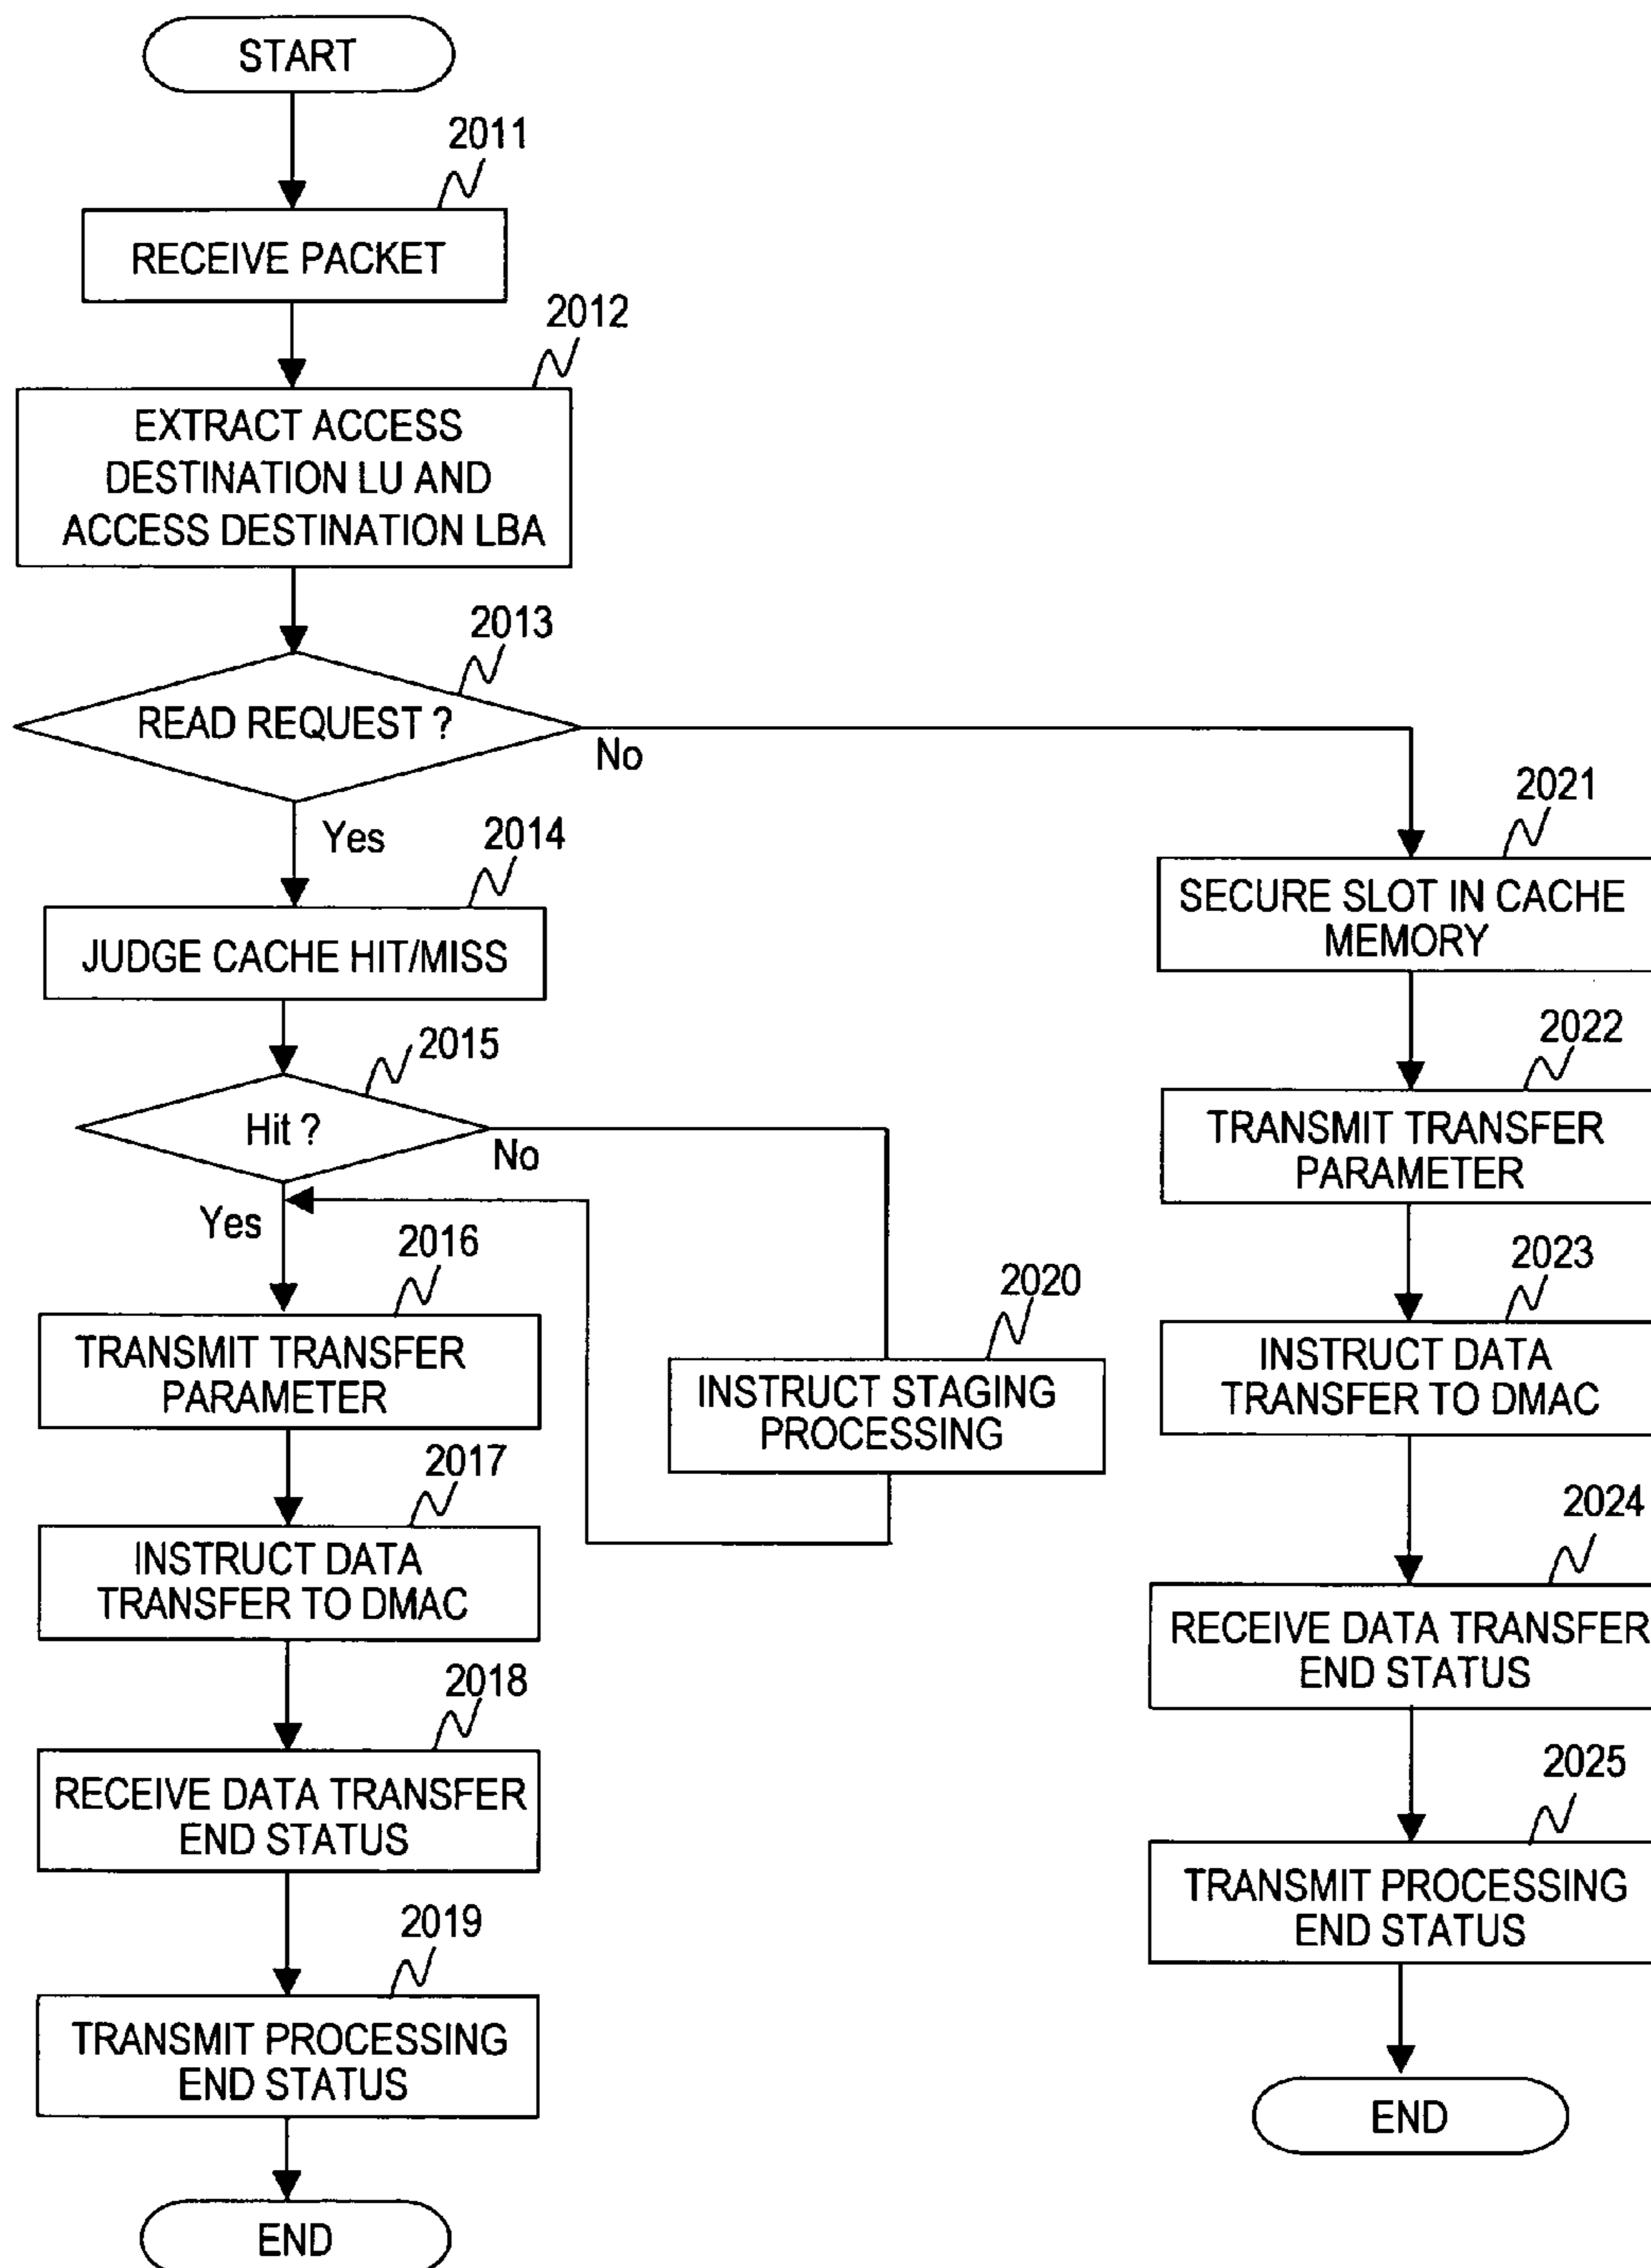 START
2011
RECEIVE PACKET
2012
EXTRACT ACCESS
DESTINATION LU AND
ACCESS DESTINATION LBA
2013
READ REQUEST ?
No
Yes
2014
JUDGE CACHE HIT/MISS
2015
Hit ?
No
Yes
2016
TRANSMIT TRANSFER
PARAMETER
2020
INSTRUCT STAGING
PROCESSING
2017
INSTRUCT DATA
TRANSFER TO DMAC
2018
RECEIVE DATA TRANSFER
END STATUS
2019
TRANSMIT PROCESSING
END STATUS
END
2021
SECURE SLOT IN CACHE
MEMORY
2022
TRANSMIT TRANSFER
PARAMETER
2023
INSTRUCT DATA
TRANSFER TO DMAC
2024
RECEIVE DATA TRANSFER
END STATUS
2025
TRANSMIT PROCESSING
END STATUS
END